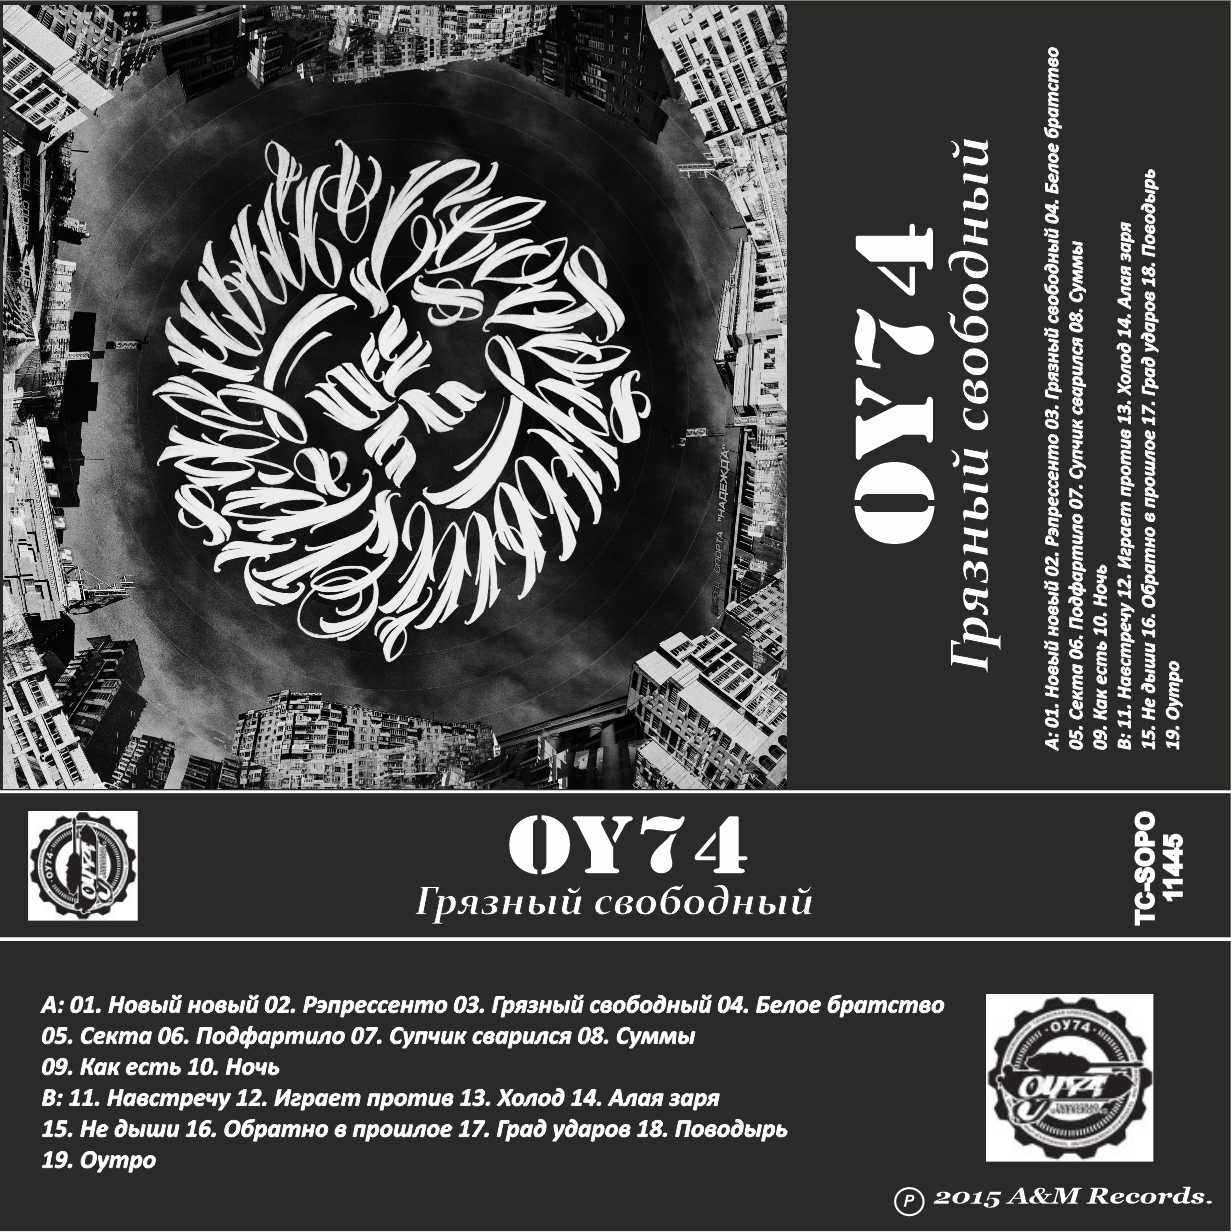 "НАДЕЖДА"
ОУ74
Грязный свободный
A: 01. Новый новый 02. Рэпрессенто 03. Грязный свободный 04. Белое братство
05. Секта 06. Подфартило 07. Супчик сварился 08. Суммы
09. Как есть 10. Ночь
B: 11. Навстречу 12. Играет против 13. Холод 14. Алая заря
15. Не дыши 16. Обратно в прошлое 17. Град ударов 18. Поводырь
19. Оутро
ОУ74
ОУ74
ОУ74
Грязный свободный
TC-SOPO
11445
A: 01. Новый новый 02. Рэпрессенто 03. Грязный свободный 04. Белое братство
05. Секта 06. Подфартило 07. Супчик сварился 08. Суммы
09. Как есть 10. Ночь
B: 11. Навстречу 12. Играет против 13. Холод 14. Алая заря
15. Не дыши 16. Обратно в прошлое 17. Град ударов 18. Поводырь
19. Оутро
·ОУ74·
ОУ74
Ⓟ 2015 A&M Records.